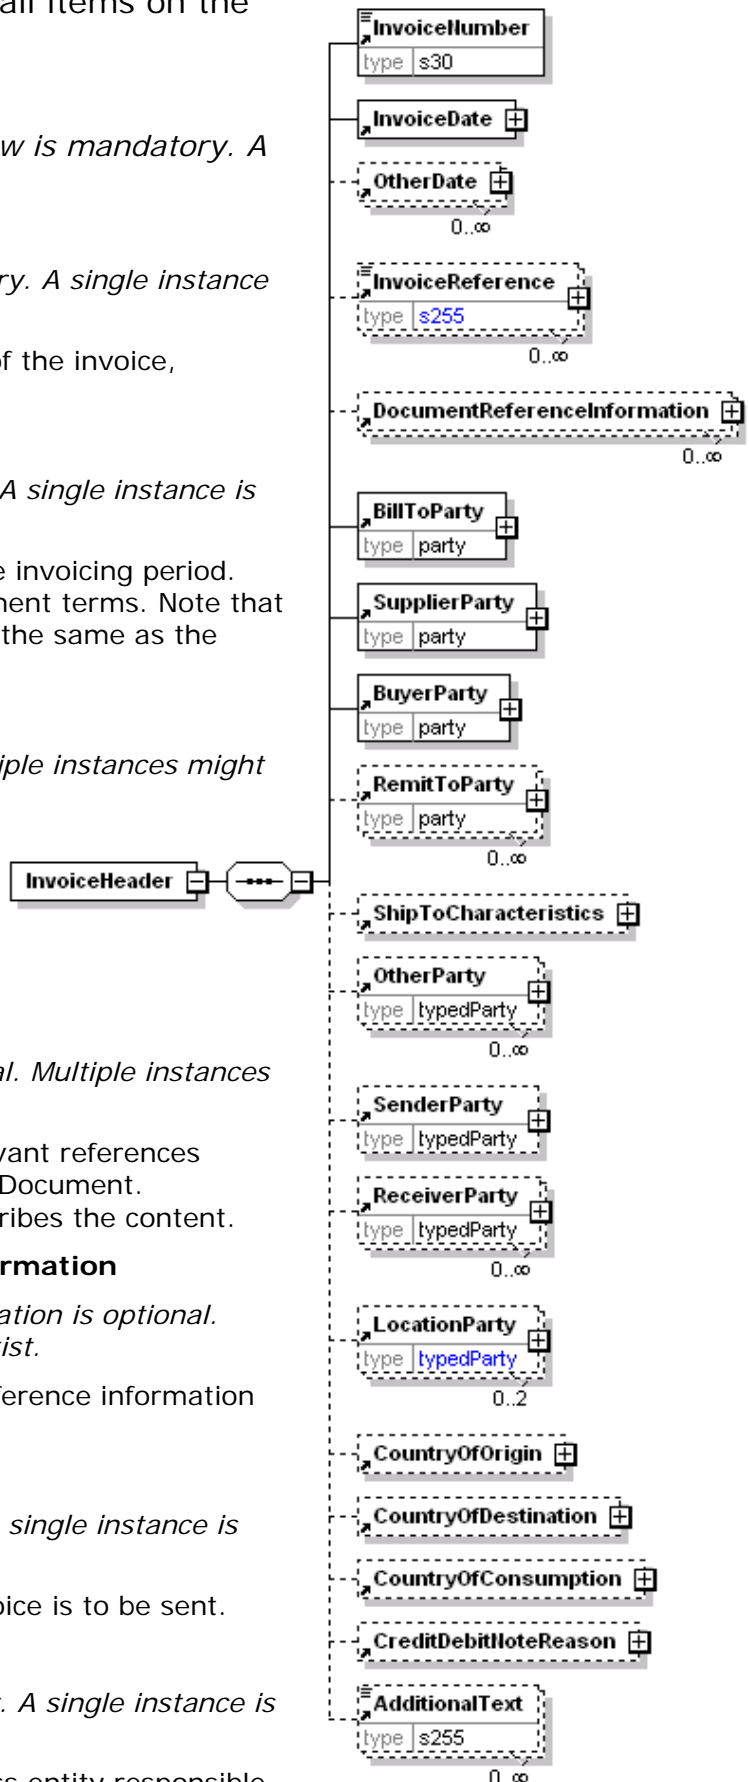 all items on the
w is mandatory. A
ry. A single instance
of the invoice,
A single instance is
e invoicing period.
nent terms. Note that
the same as the
iple instances might
al. Multiple instances
vant references
Document.
ribes the content.
rmation
ation is optional.
ist.
ference information
single instance is
oice is to be sent.
. A single instance is
ss entity responsible
InvoiceHeader
InvoiceNumber
type s30
InvoiceDate
OtherDate
0..∞
InvoiceReference
type s255
0..∞
DocumentReferenceInformation
0..∞
BillToParty
type party
SupplierParty
type party
BuyerParty
type party
RemitToParty
type party
0..∞
ShipToCharacteristics
OtherParty
type typedParty
0..∞
SenderParty
type typedParty
ReceiverParty
type typedParty
0..∞
LocationParty
type typedParty
0..2
CountryOfOrigin
CountryOfDestination
CountryOfConsumption
CreditDebitNoteReason
AdditionalText
type s255
0..∞